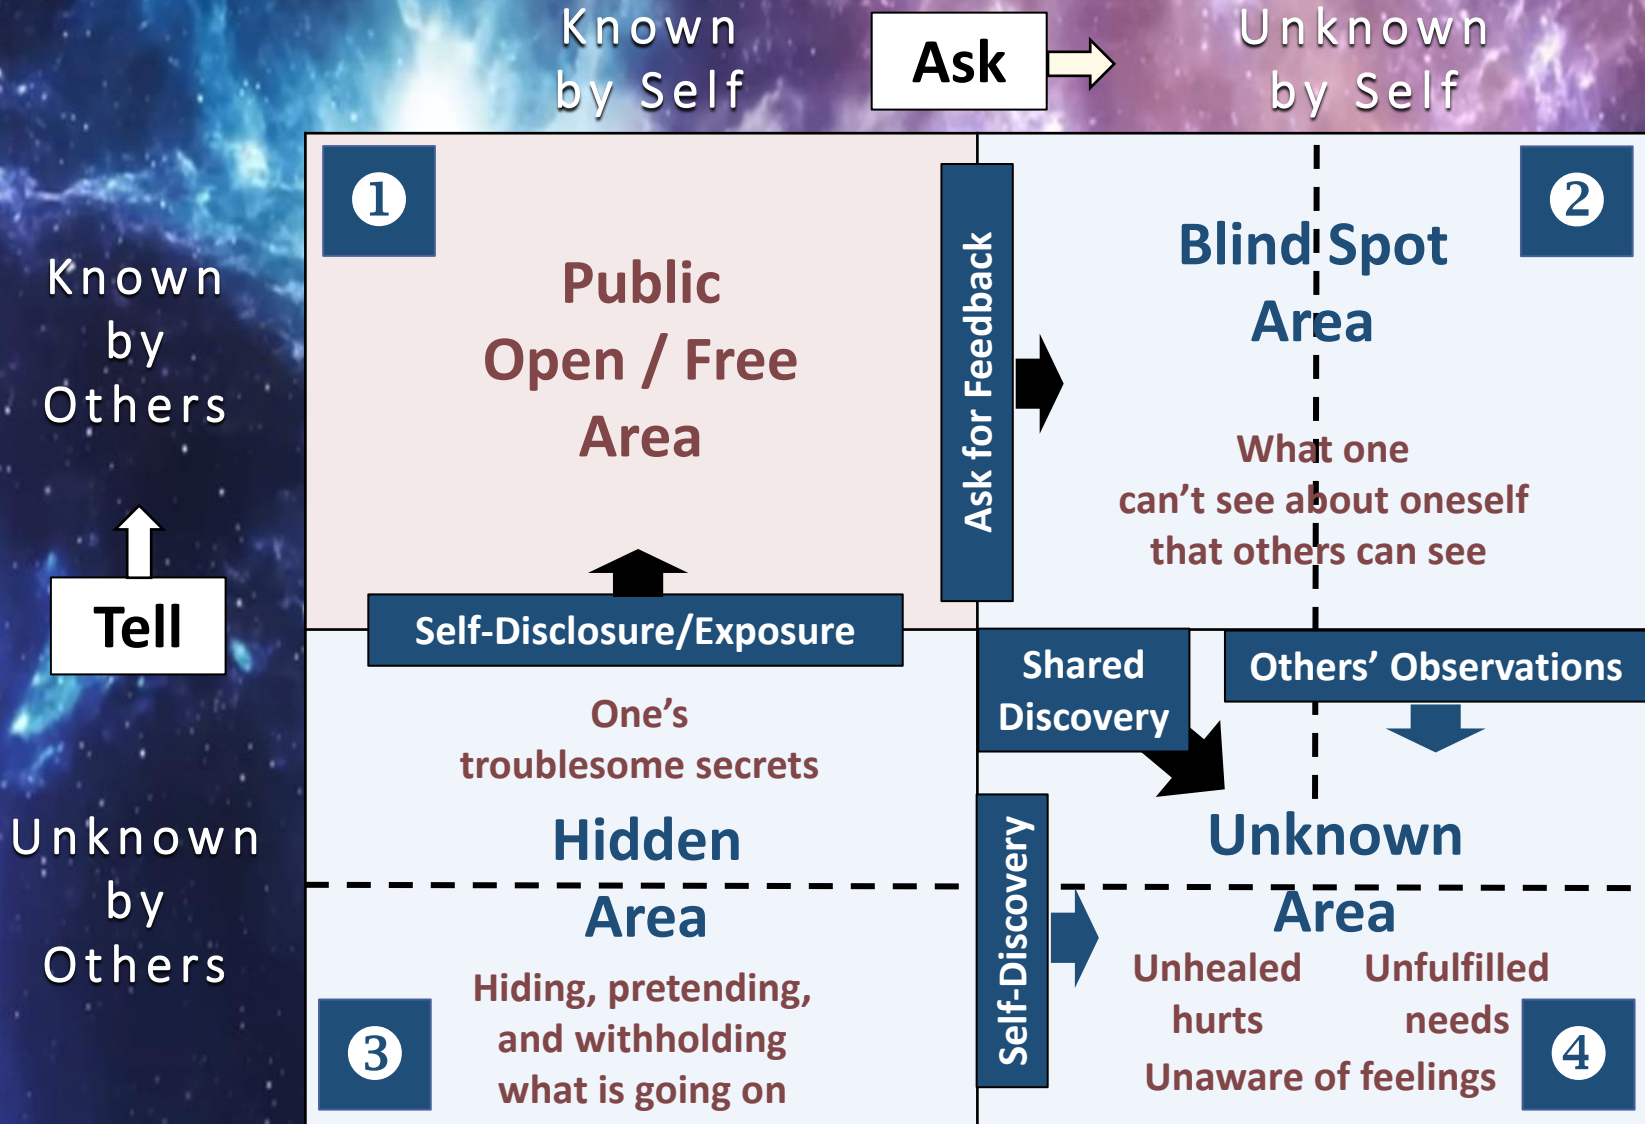 Known
by Self
Ask
Unknown
by Self
Known
by
Others
Tell
Unknown
by
Others
1
Public
Open / Free
Area
Ask for Feedback
2
Blind Spot
Area
What one
can’t see about oneself
that others can see
Self-Disclosure/Exposure
One’s
troublesome secrets
Hidden
Area
Hiding, pretending,
and withholding
what is going on
3
Shared
Discovery
Others’ Observations
Self-Discovery
Unknown
Area
Unhealed
hurts
Unfulfilled
needs
Unaware of feelings
4